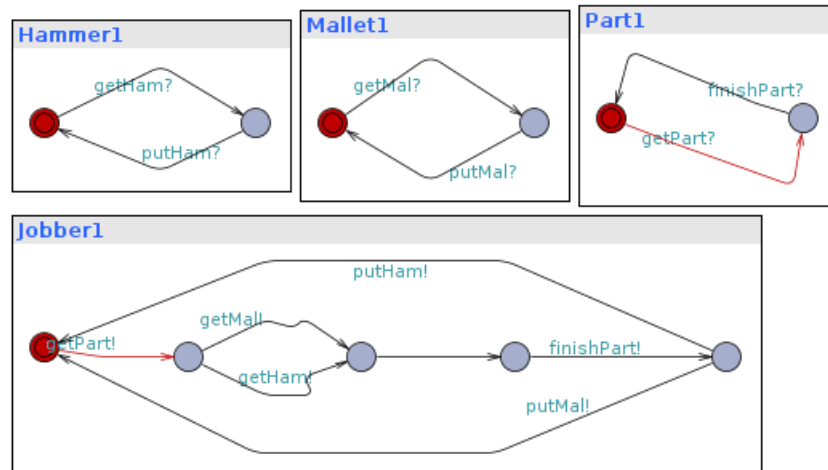 Hammer1
getHam?
putHam?
Mallet1
getMal?
putMal?
Part1
finishPart?
getPart?
Jobber1
putHam!
getMal!
getPart!
finishPart!
getHam!
putMal!